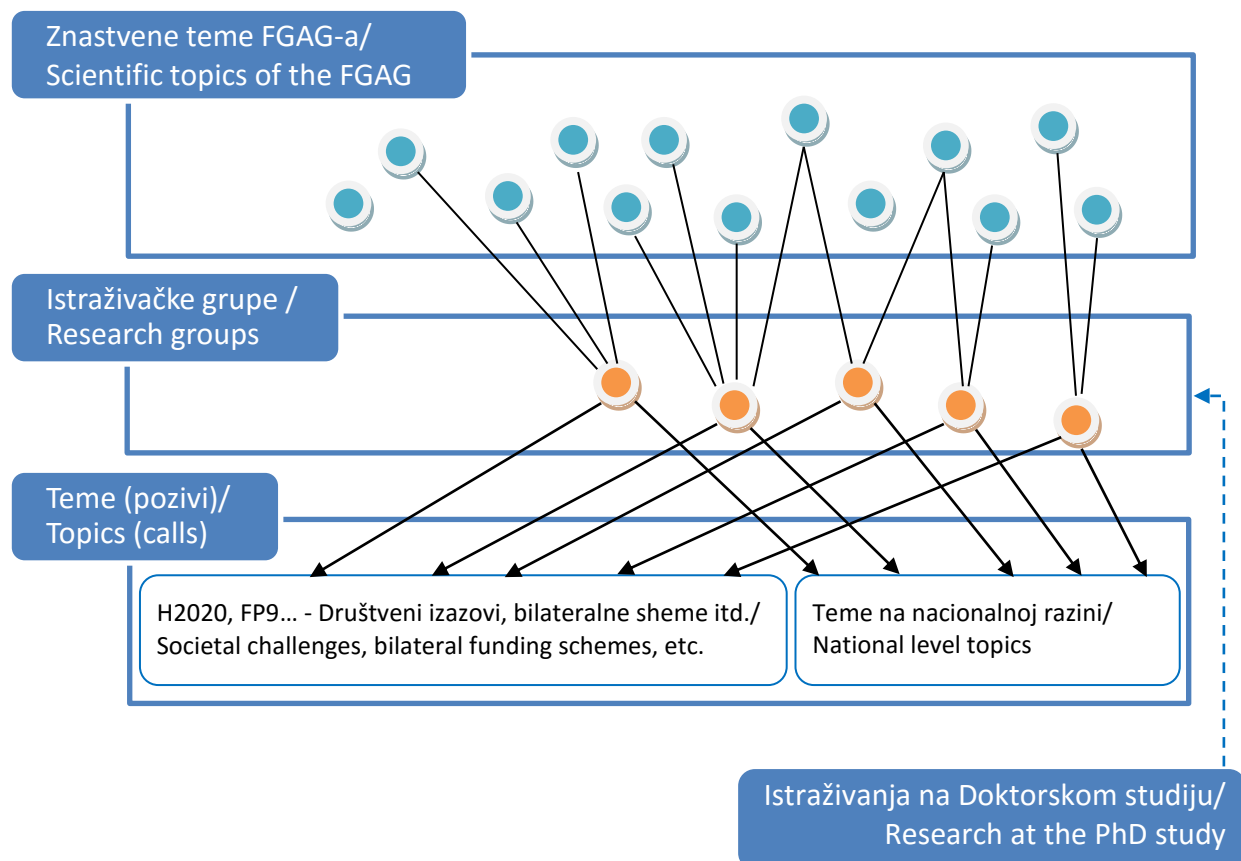 Znastvene teme FGAG-a/
Scientific topics of the FGAG
Istraživačke grupe /
Research groups
Teme (pozivi)/
Topics (calls)
H2020, FP9... - Društveni izazovi, bilateralne sheme itd./
Societal challenges, bilateral funding schemes, etc.
Teme na nacionalnoj razini/
National level topics
Istraživanja na Doktorskom studiju/
Research at the PhD study